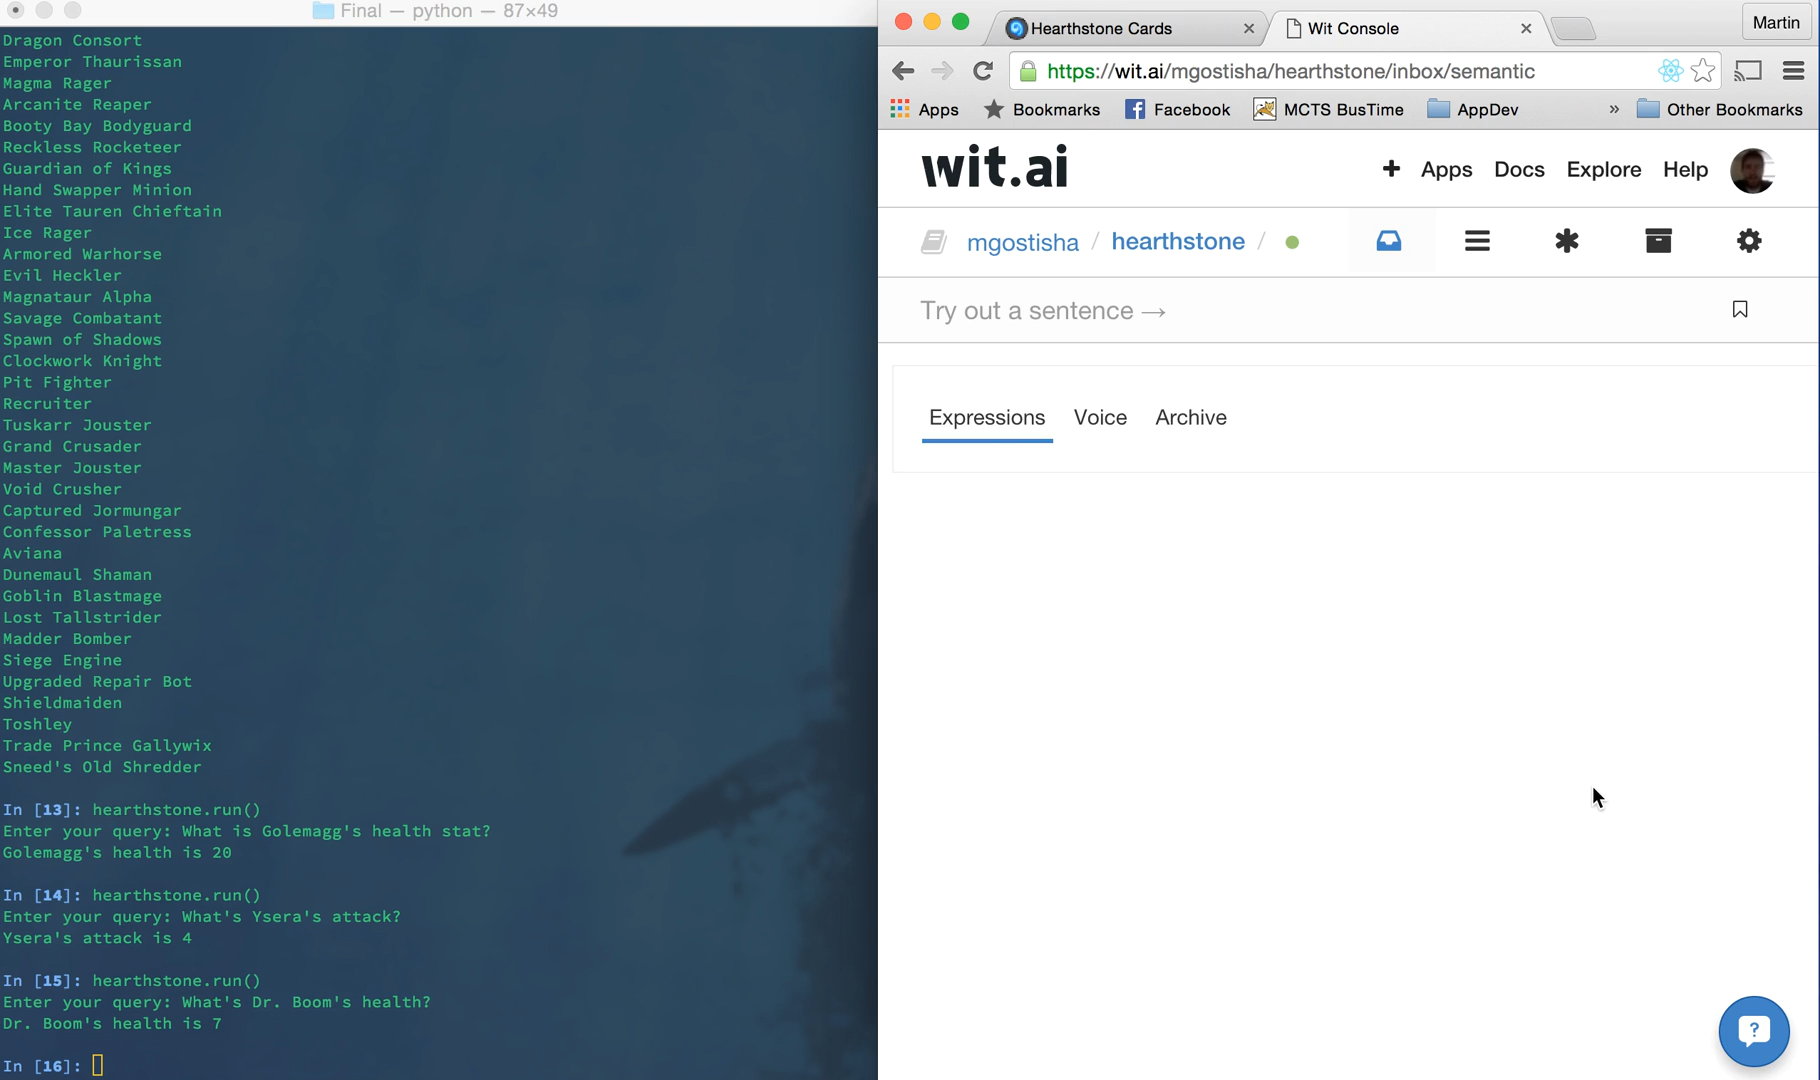 Final — python — 87×49
Dragon Consort
Emperor Thaurissan
Magma Rager
Arcanite Reaper
Booty Bay Bodyguard
Reckless Rocketeer
Guardian of Kings
Hand Swapper Minion
Elite Tauren Chieftain
Ice Rager
Armored Warhorse
Evil Heckler
Magnataur Alpha
Savage Combatant
Spawn of Shadows
Clockwork Knight
Pit Fighter
Recruiter
Tuskarr Jouster
Grand Crusader
Master Jouster
Void Crusher
Captured Jormungar
Confessor Paletress
Aviana
Dunemaul Shaman
Goblin Blastmage
Lost Tallstrider
Madder Bomber
Siege Engine
Upgraded Repair Bot
Shieldmaiden
Toshley
Trade Prince Gallywix
Sneed's Old Shredder
In [13]: hearthstone.run()
Enter your query: What is Golemagg's health stat?
Golemagg's health is 20
In [14]: hearthstone.run()
Enter your query: What's Ysera's attack?
Ysera's attack is 4
In [15]: hearthstone.run()
Enter your query: What's Dr. Boom's health?
Dr. Boom's health is 7
In [16]:
Hearthstone Cards
Wit Console
Martin
https://wit.ai/mgostisha/hearthstone/inbox/semantic
Apps Bookmarks Facebook MCTS BusTime AppDev » Other Bookmarks
wit.ai
+ Apps Docs Explore Help
mgostisha / hearthstone /
Try out a sentence →
Expressions Voice Archive